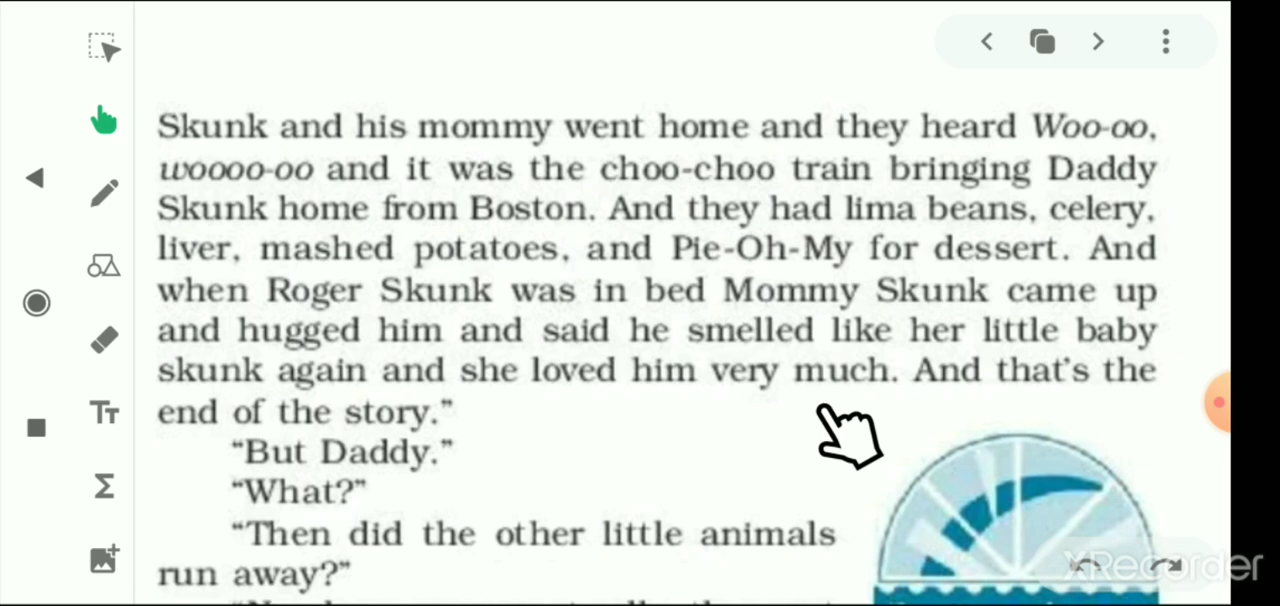 Skunk and his mommy went home and they heard Woo-oo,
woooo-oo and it was the choo-choo train bringing Daddy
Skunk home from Boston. And they had lima beans, celery,
liver, mashed potatoes, and Pie-Oh-My for dessert. And
when Roger Skunk was in bed Mommy Skunk came up
and hugged him and said he smelled like her little baby
skunk again and she loved him very much. And that's the
end of the story.”
“But Daddy.”
“What?”
“Then did the other little animals
run away?”
XRecorder